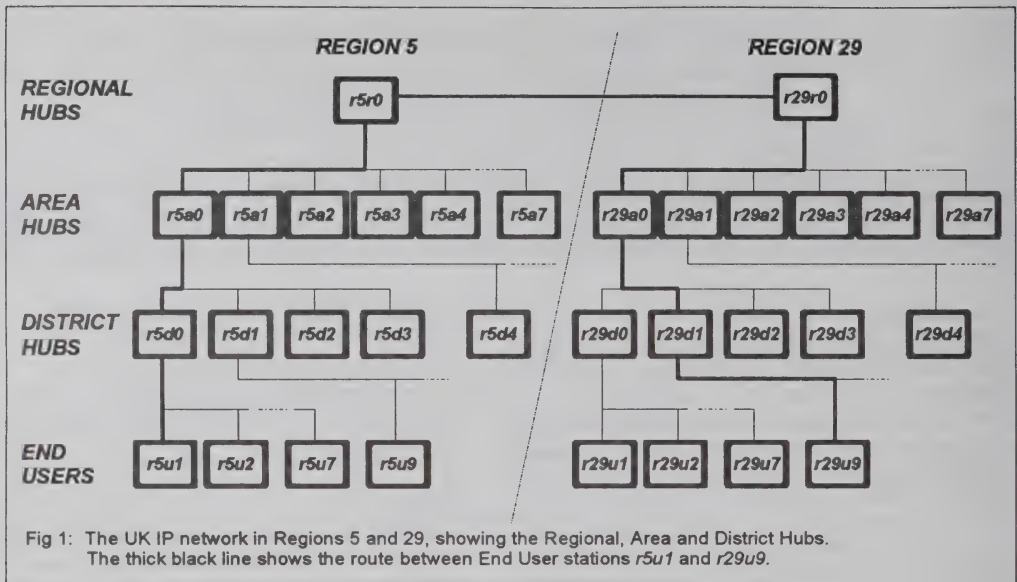 REGION 5 REGION 29
REGIONAL HUBS
r5r0 r29r0
AREA HUBS
r5a0 r5a1 r5a2 r5a3 r5a4 r5a7 r29a0 r29a1 r29a2 r29a3 r29a4 r29a7
DISTRICT HUBS
r5d0 r5d1 r5d2 r5d3 r5d4 r29d0 r29d1 r29d2 r29d3 r29d4
END USERS
r5u1 r5u2 r5u7 r5u9 r29u1 r29u2 r29u7 r29u9
Fig 1: The UK IP network in Regions 5 and 29, showing the Regional, Area and District Hubs.
The thick black line shows the route between End User stations r5u1 and r29u9.